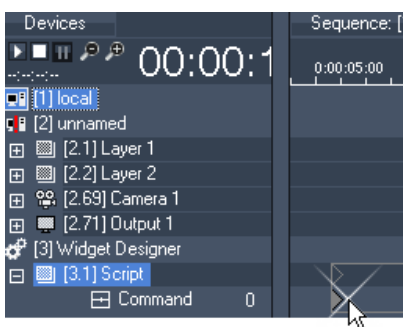 Devices
Sequence: [
--:--:--:--
00:00:1
0:00:05:00
[1] local
[2] unnamed
[2.1] Layer 1
[2.2] Layer 2
[2.69] Camera 1
[2.71] Output 1
[3] Widget Designer
[3.1] Script
Command 0